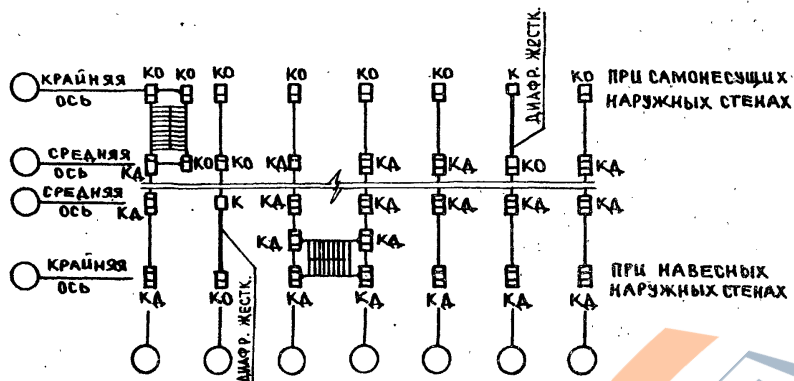 КО КО КО КО КО КО К КО
КРАЙНЯЯ
ОСЬ
ДИАФР. ЖЕСТК.
ПРИ САМОНЕСУЩИХ
НАРУЖНЫХ СТЕНАХ
СРЕДНЯЯ
ОСЬ
КД КО КО КД КД КД КО КД
СРЕДНЯЯ
ОСЬ
КД К КД КД КД КД КД
КД КД
КРАЙНЯЯ
ОСЬ
ПРИ НАВЕСНЫХ
НАРУЖНЫХ СТЕНАХ
КД КО КД КД КД КД КД
ДИАФР. ЖЕСТК.